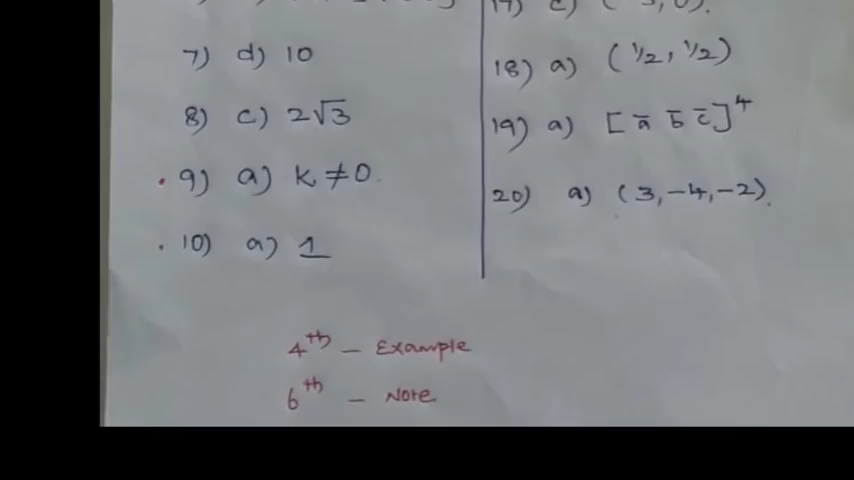 7) d) 10
8) c) 2√3
9) a) k ≠ 0.
10) a) 1
17) c)
18) a) (1/2, 1/2)
19) a) [ā b̄ c̄]⁴
20) a) (3, -4, -2).
4th - Example
6th - Note